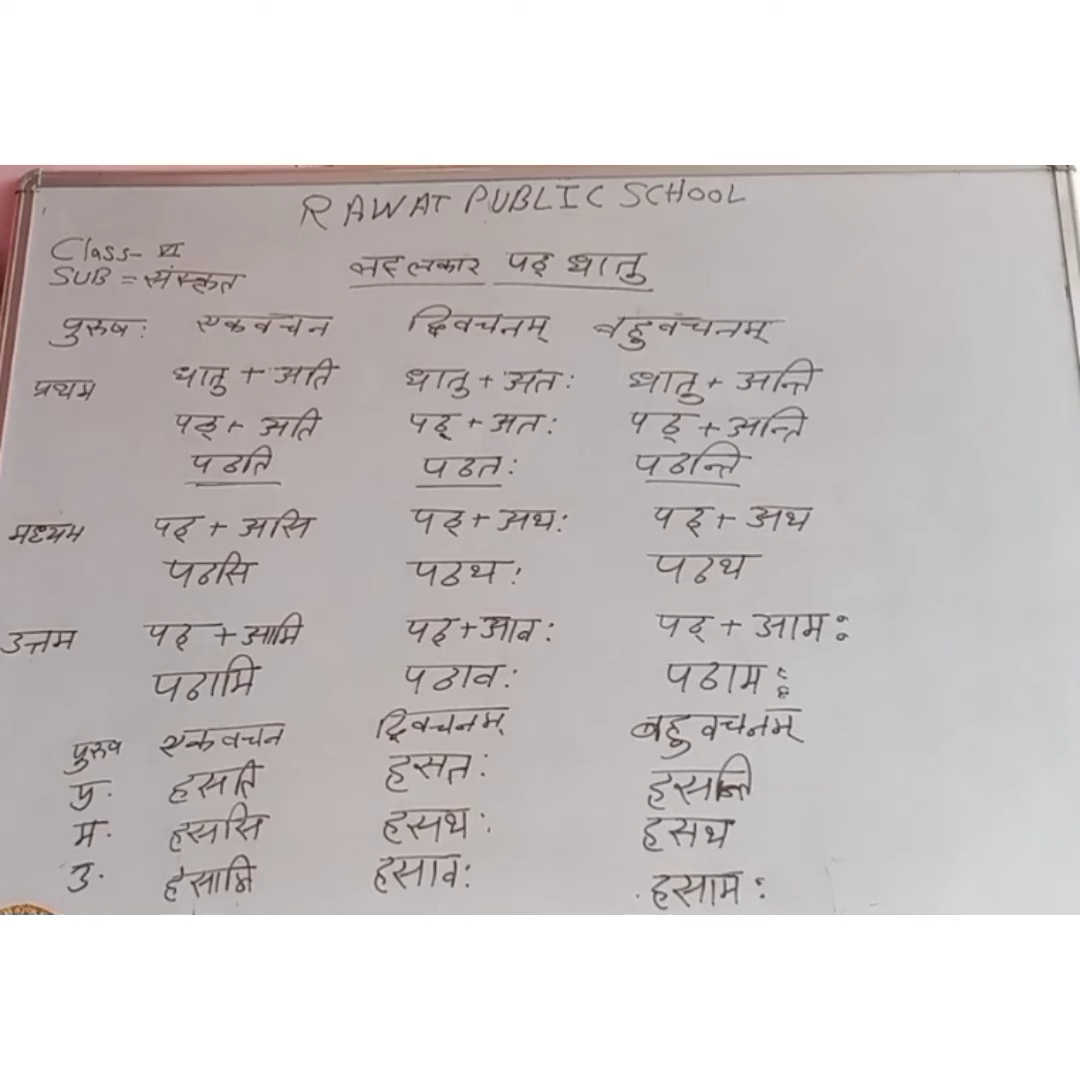 RAWAT PUBLIC SCHOOL
Class- VI
SUB = संस्कृत
लट् लकार पठ् धातु
पुरुष: एकवचन द्विवचनम् बहुवचनम्
प्रथम धातु + अति धातु + अत: धातु + अन्ति
पठ् + अति पठ् + अत: पठ् + अन्ति
पठति पठत: पठन्ति
मध्यम पठ् + असि पठ् + अथ: पठ् + अथ
पठसि पठथ: पठथ
उत्तम पठ् + आमि पठ् + आव: पठ् + आम:
पठामि पठाव: पठाम:
पुरुष एकवचन द्विवचनम् बहुवचनम्
प्र. हसति हसत: हसन्ति
म. हससि हसथ: हसथ
उ. हसामि हसाव: हसाम: